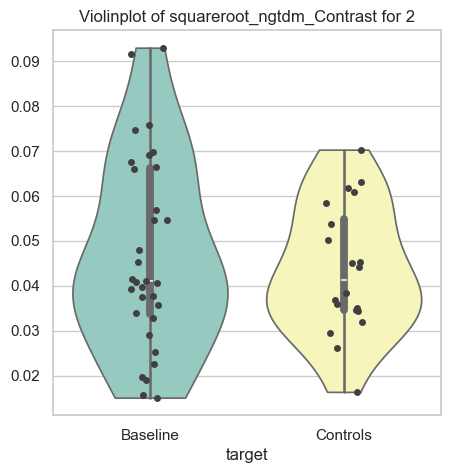 Violinplot of squareroot_ngtdm_Contrast for 2
0.09
0.08
0.07
0.06
0.05
0.04
0.03
0.02
Baseline Controls
target